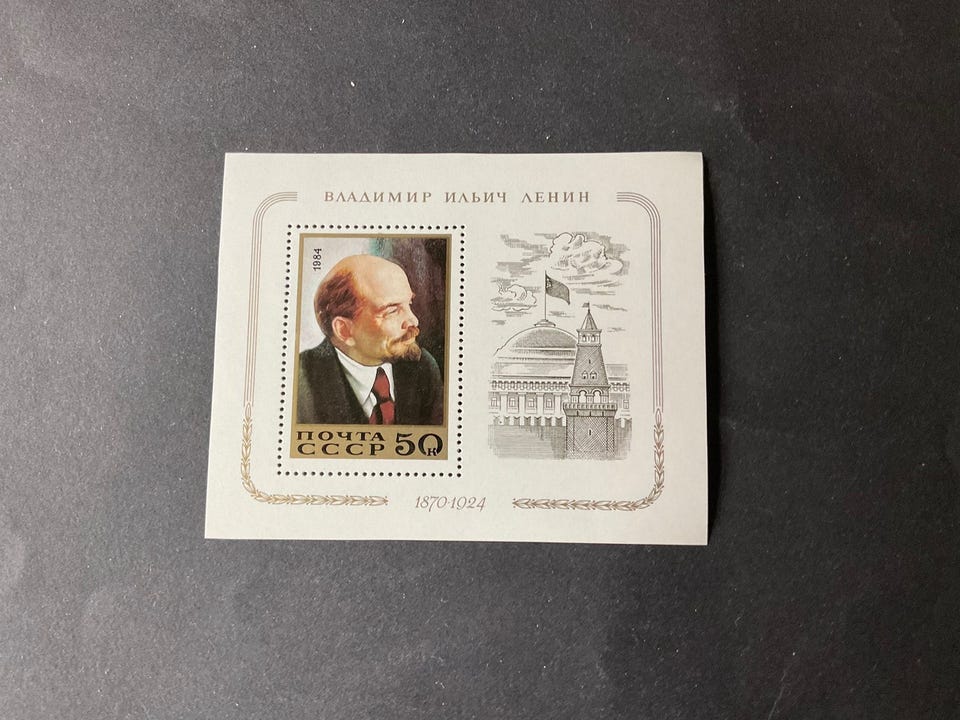 ВЛАДИМИР ИЛЬИЧ ЛЕНИН
1984
ПОЧТА
СССР 50К
1870-1924